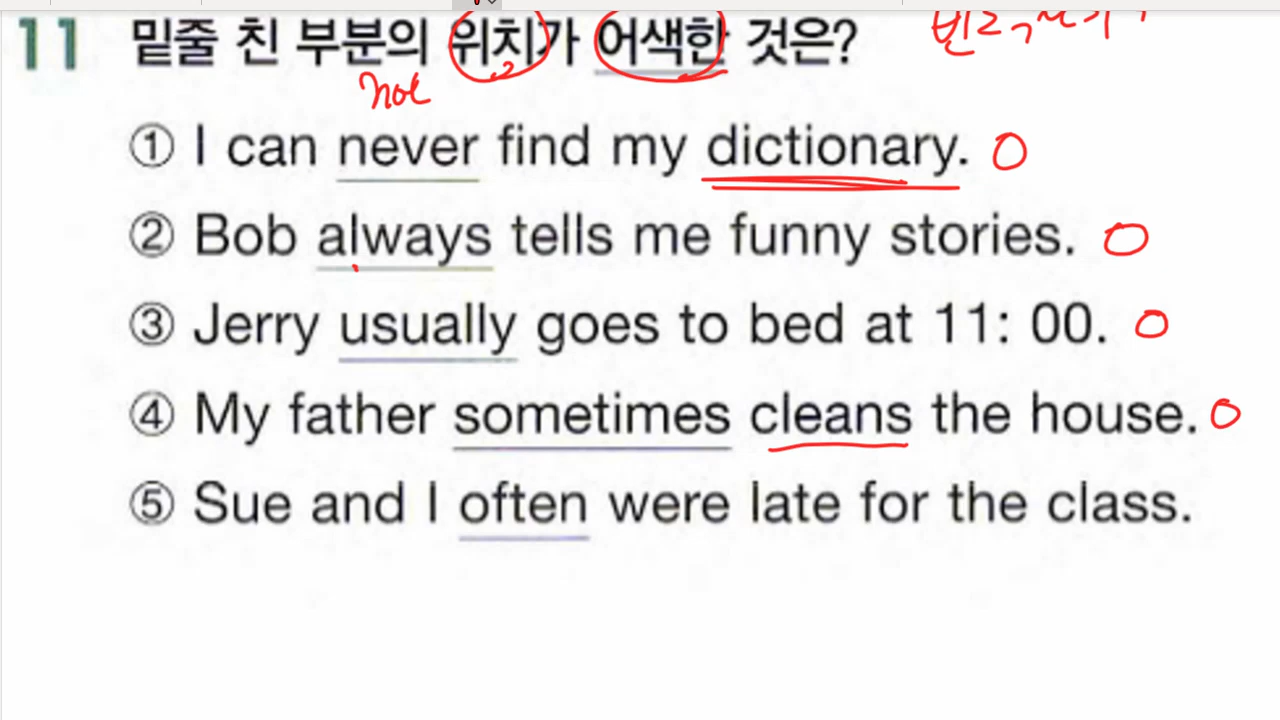 11 밑줄 친 부분의 위치가 어색한 것은?
not
① I can never find my dictionary.
② Bob always tells me funny stories.
③ Jerry usually goes to bed at 11: 00.
④ My father sometimes cleans the house.
⑤ Sue and I often were late for the class.